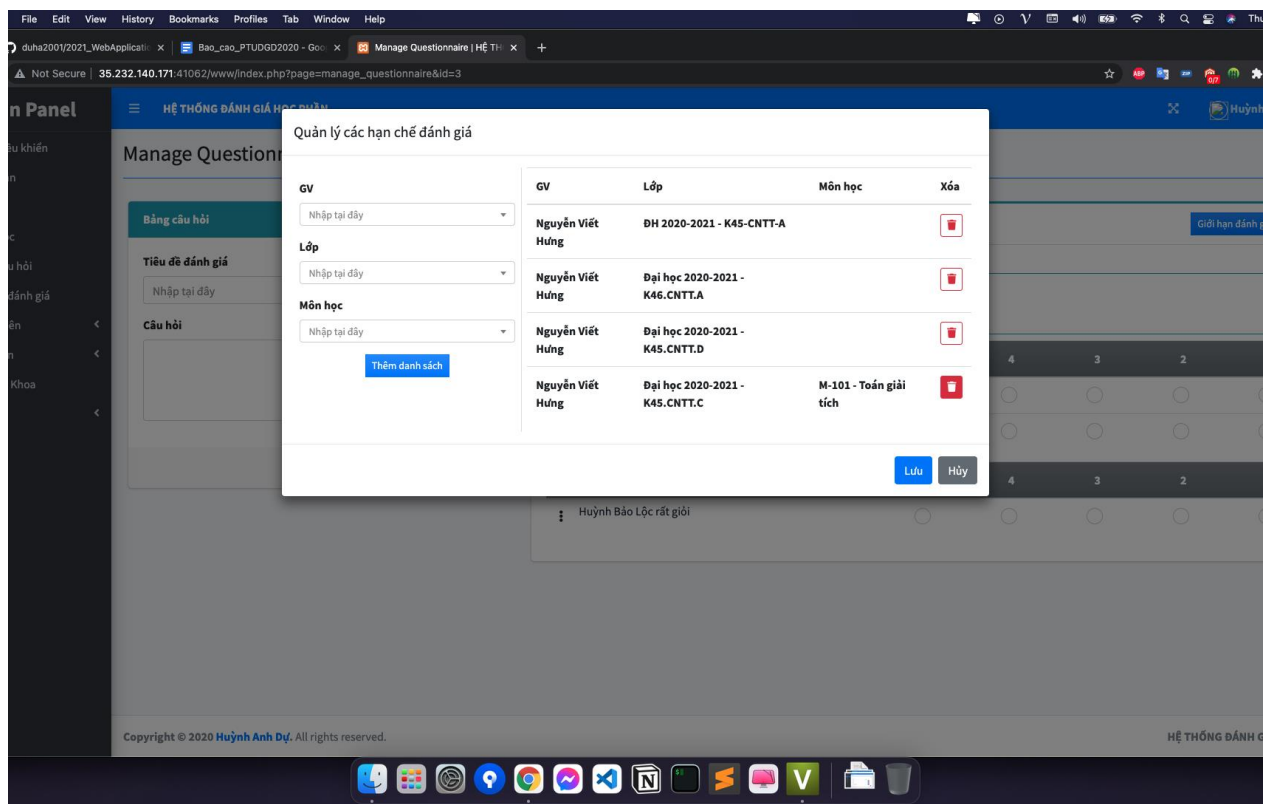 File Edit View History Bookmarks Profiles Tab Window Help
duha2001/2021_WebApplicatio
Bao_cao_PTUDGD2020 - Goo
Manage Questionnaire | HỆ TH
Not Secure | 35.232.140.171:41062/www/index.php?page=manage_questionnaire&id=3
n Panel
HỆ THỐNG ĐÁNH GIÁ HỌC PHẦN
Huỳnh
Manage Questionn
ều khiển
u hỏi
đánh giá
ên
Khoa
Bảng câu hỏi
Tiêu đề đánh giá
Nhập tại đây
Câu hỏi
Giới hạn đánh g
Quản lý các hạn chế đánh giá
GV
Nhập tại đây
Lớp
Nhập tại đây
Môn học
Nhập tại đây
Thêm danh sách
GV Lớp Môn học Xóa
Nguyễn Viết Hưng ĐH 2020-2021 - K45-CNTT-A
Nguyễn Viết Hưng Đại học 2020-2021 - K46.CNTT.A
Nguyễn Viết Hưng Đại học 2020-2021 - K45.CNTT.D
Nguyễn Viết Hưng Đại học 2020-2021 - K45.CNTT.C M-101 - Toán giải tích
Lưu Hủy
4 3 2
4 3 2
Huỳnh Bảo Lộc rất giỏi
Copyright © 2020 Huỳnh Anh Dự. All rights reserved.
HỆ THỐNG ĐÁNH G